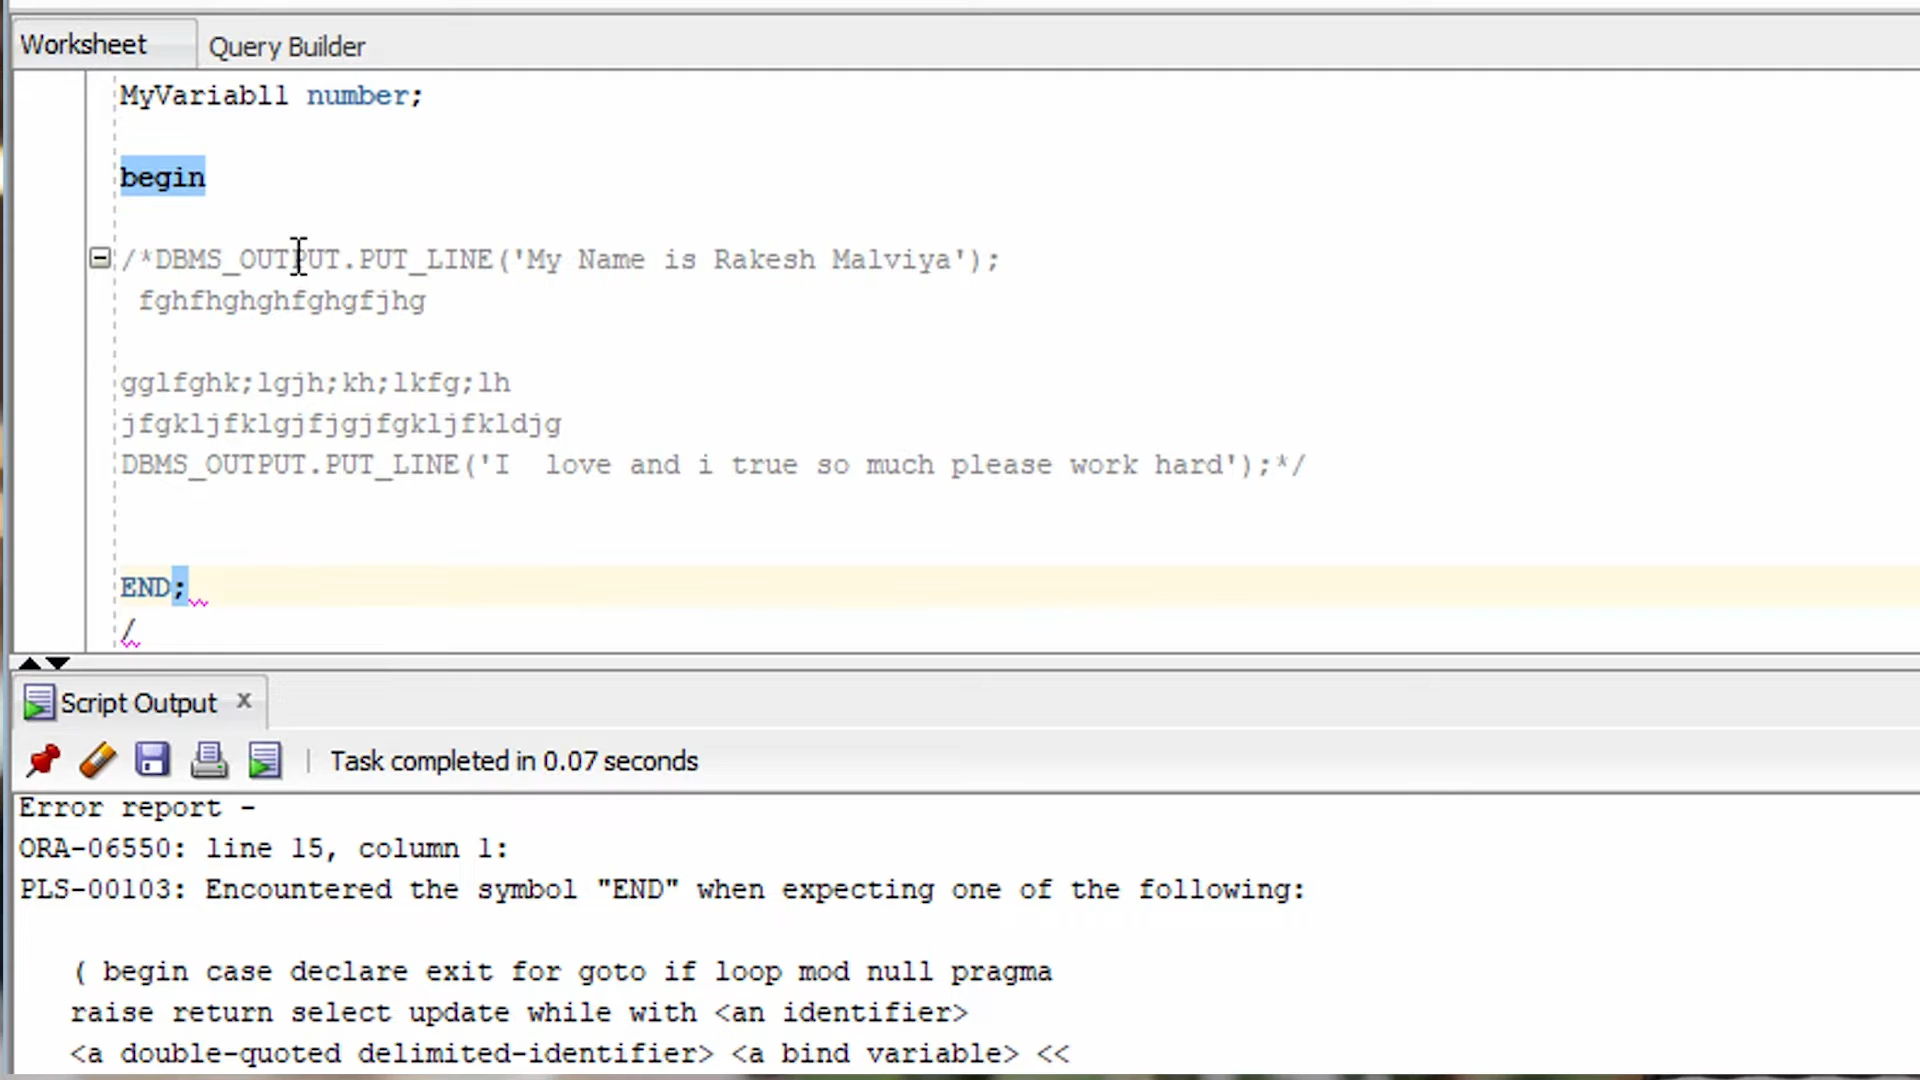 Worksheet Query Builder
MyVariabll number;
begin
/*DBMS_OUTPUT.PUT_LINE('My Name is Rakesh Malviya');
fghfhghghfghgfjhg
gglfghk;lgjh;kh;lkfg;lh
jfgkljfklgjfjgjfgkljfkldjg
DBMS_OUTPUT.PUT_LINE('I  love and i true so much please work hard');*/
END;
/
Script Output x
Task completed in 0.07 seconds
Error report -
ORA-06550: line 15, column 1:
PLS-00103: Encountered the symbol "END" when expecting one of the following:
( begin case declare exit for goto if loop mod null pragma
raise return select update while with <an identifier>
<a double-quoted delimited-identifier> <a bind variable> <<